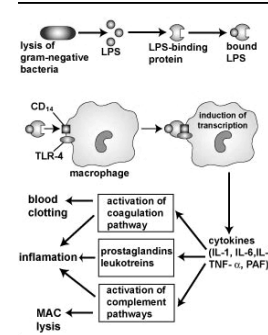 lysis of
gram-negative
bacteria
LPS
LPS-binding
protein
bound
LPS
CD14
TLR-4
macrophage
induction of
transcription
blood
clotting
activation of
coagulation
pathway
cytokines
(IL-1, IL-6,IL-
TNF- α, PAF)
inflamation
prostaglandins
leukotreins
MAC
lysis
activation of
complement
pathways